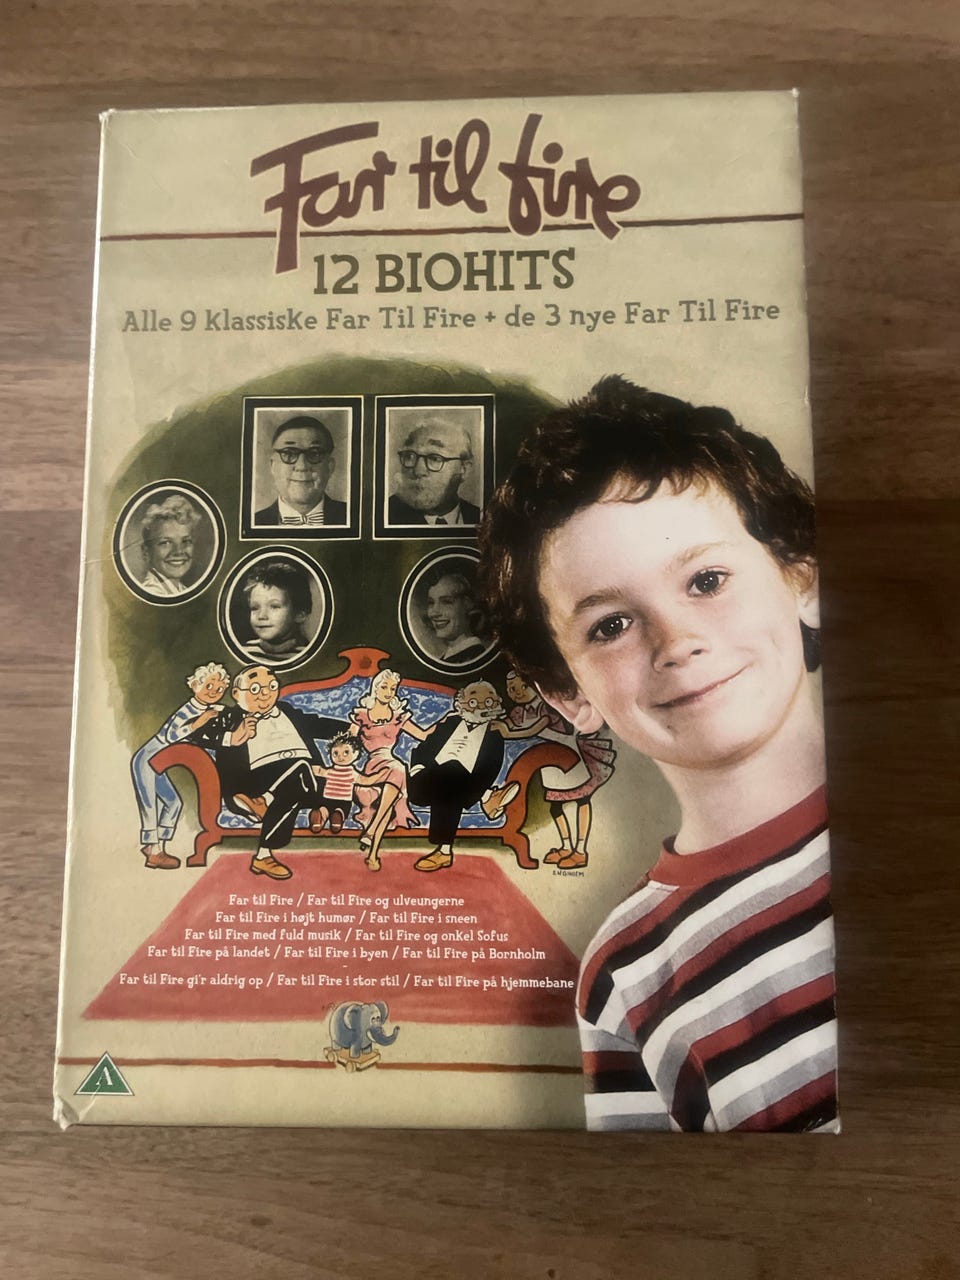 Far til fire
12 BIOHITS
Alle 9 Klassiske Far Til Fire + de 3 nye Far Til Fire
Far til Fire / Far til Fire og ulveungerne
Far til Fire i højt humør / Far til Fire i sneen
Far til Fire med fuld musik / Far til Fire og onkel Sofus
Far til Fire på landet / Far til Fire i byen / Far til Fire på Bornholm
-
Far til Fire gi'r aldrig op / Far til Fire i stor stil / Far til Fire på hjemmebane
A